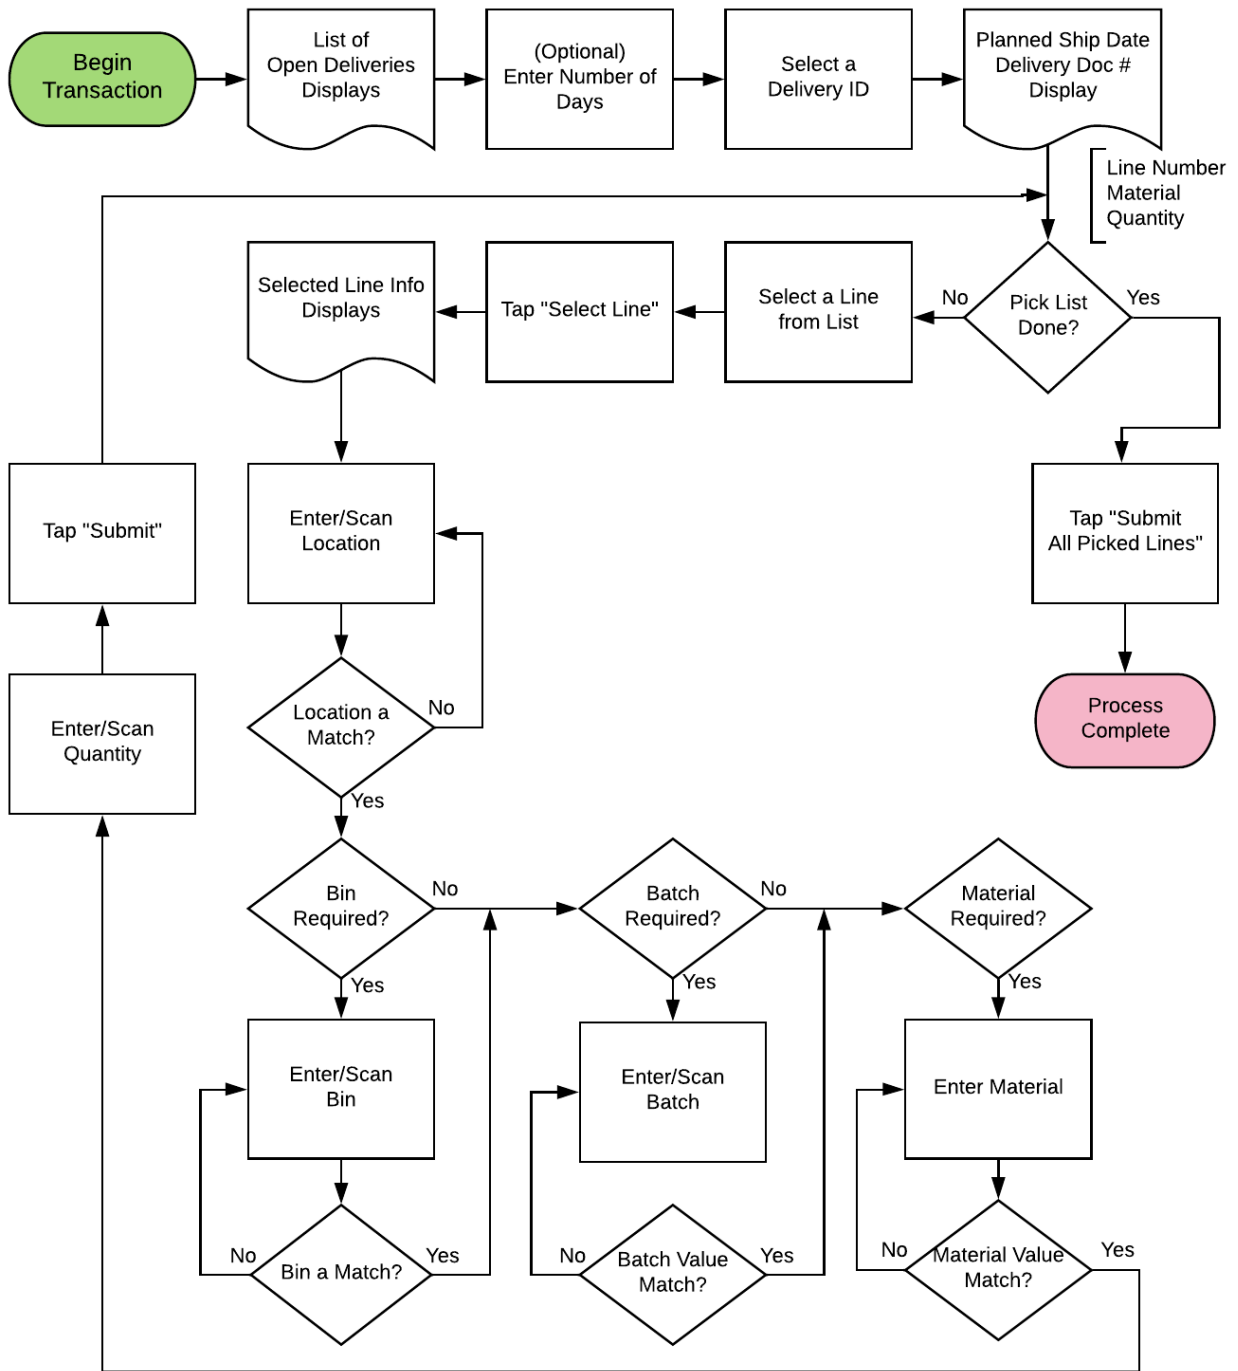 Begin
Transaction
List of
Open Deliveries
Displays
(Optional)
Enter Number of
Days
Select a
Delivery ID
Planned Ship Date
Delivery Doc #
Display
Line Number
Material
Quantity
Selected Line Info
Displays
Tap "Select Line"
Select a Line
from List
No
Pick List
Done?
Yes
Tap "Submit"
Enter/Scan
Location
Tap "Submit
All Picked Lines"
Enter/Scan
Quantity
Location a
Match?
No
Yes
Process
Complete
Bin
Required?
No
Yes
Batch
Required?
No
Yes
Material
Required?
Yes
Enter/Scan
Bin
Enter/Scan
Batch
Enter Material
No
Bin a Match?
Yes
No
Batch Value
Match?
Yes
No
Material Value
Match?
Yes